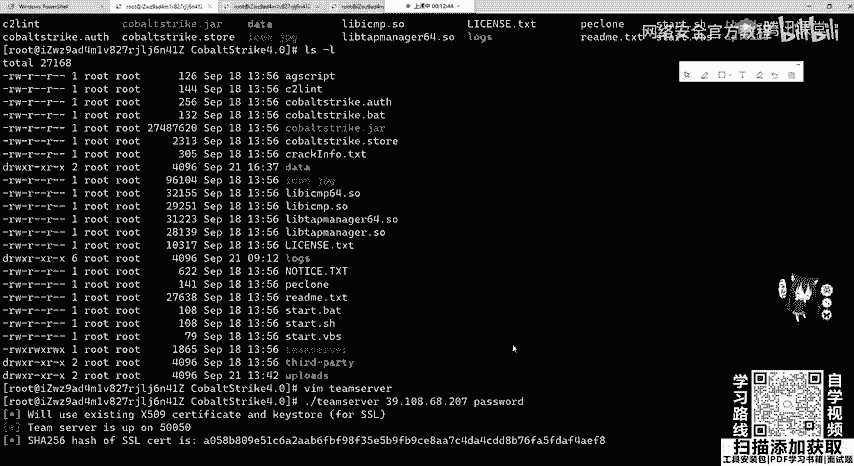 Windows PowerShell
root@iZwz9ad4m1v827rjlj6n41Z
上课中 00:12:44
c2lint cobaltstrike.jar data libicmp.so LICENSE.txt peclone start.sh
cobaltstrike.auth cobaltstrike.store icon.jpg libtapmanager64.so logs readme.txt start.vbs
网络安全官方教程
bilibili
[root@iZwz9ad4m1v827rjlj6n41Z CobaltStrike4.0]# ls -l
total 27168
-rw-r--r-- 1 root root 126 Sep 18 13:56 agscript
-rw-r--r-- 1 root root 144 Sep 18 13:56 c2lint
-rw-r--r-- 1 root root 256 Sep 18 13:56 cobaltstrike.auth
-rw-r--r-- 1 root root 132 Sep 18 13:56 cobaltstrike.bat
-rw-r--r-- 1 root root 27487620 Sep 18 13:56 cobaltstrike.jar
-rw-r--r-- 1 root root 2313 Sep 18 13:56 cobaltstrike.store
-rw-r--r-- 1 root root 305 Sep 18 13:56 crackInfo.txt
drwxr-xr-x 2 root root 4096 Sep 21 16:37 data
-rw-r--r-- 1 root root 96104 Sep 18 13:56 icon.jpg
-rw-r--r-- 1 root root 32155 Sep 18 13:56 libicmp64.so
-rw-r--r-- 1 root root 29251 Sep 18 13:56 libicmp.so
-rw-r--r-- 1 root root 31223 Sep 18 13:56 libtapmanager64.so
-rw-r--r-- 1 root root 28139 Sep 18 13:56 libtapmanager.so
-rw-r--r-- 1 root root 10317 Sep 18 13:56 LICENSE.txt
drwxr-xr-x 6 root root 4096 Sep 21 09:12 logs
-rw-r--r-- 1 root root 622 Sep 18 13:56 NOTICE.TXT
-rw-r--r-- 1 root root 141 Sep 18 13:56 peclone
-rw-r--r-- 1 root root 27638 Sep 18 13:56 readme.txt
-rw-r--r-- 1 root root 108 Sep 18 13:56 start.bat
-rw-r--r-- 1 root root 108 Sep 18 13:56 start.sh
-rw-r--r-- 1 root root 79 Sep 18 13:56 start.vbs
-rwxrwxrwx 1 root root 1865 Sep 18 13:56 teamserver
drwxr-xr-x 2 root root 4096 Sep 18 13:56 third-party
drwxr-xr-x 2 root root 4096 Sep 21 13:42 uploads
[root@iZwz9ad4m1v827rjlj6n41Z CobaltStrike4.0]# vim teamserver
[root@iZwz9ad4m1v827rjlj6n41Z CobaltStrike4.0]# ./teamserver 39.108.68.207 password
[*] Will use existing X509 certificate and keystore (for SSL)
[*] Team server is up on 50050
[*] SHA256 hash of SSL cert is: a058b809e51c6a2aab6fbf98f35e5b9fb9ce8aa7c4da4cdd8b76fa5fdaf4aef8
学习路线
自学视频
扫描添加获取
工具安装包|PDF学习书籍|面试题